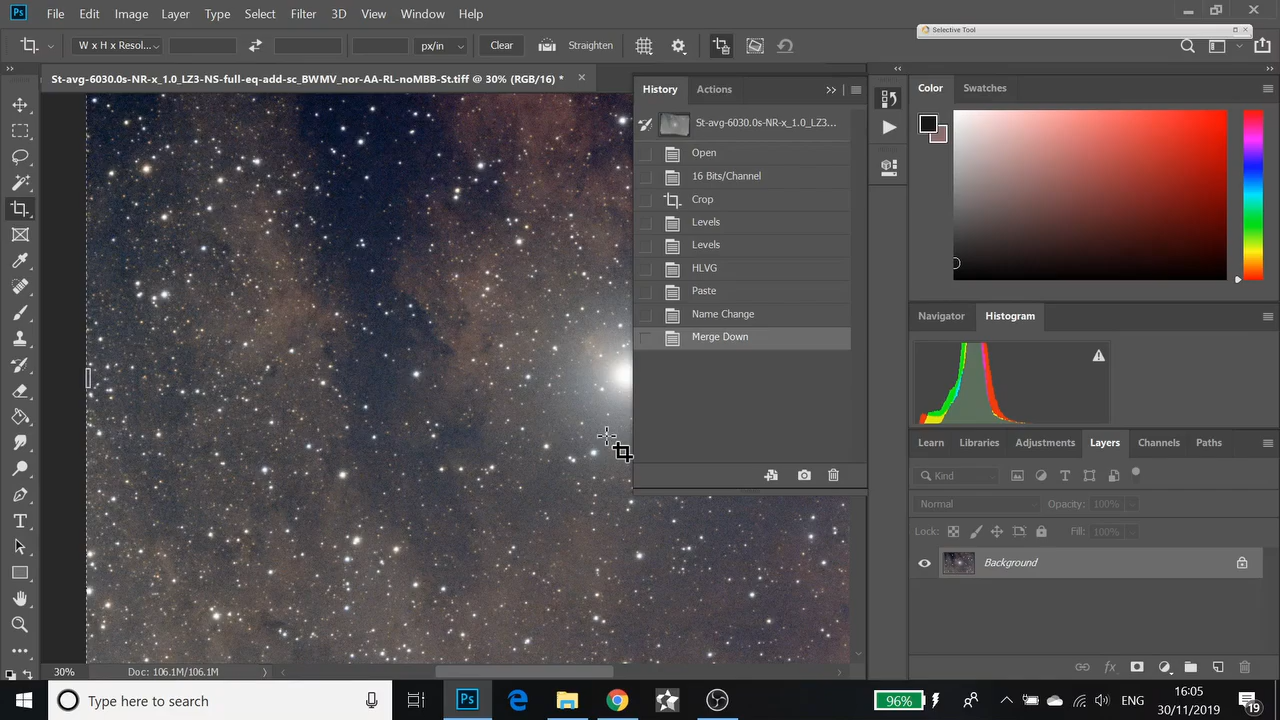 Ps File Edit Image Layer Type Select Filter 3D View Window Help
Selective Tool
W x H x Resol... px/in Clear Straighten
St-avg-6030.0s-NR-x_1.0_LZ3-NS-full-eq-add-sc_BWMV_nor-AA-RL-noMBB-St.tiff @ 30% (RGB/16) *
History Actions
Color Swatches
St-avg-6030.0s-NR-x_1.0_LZ3...
Open
16 Bits/Channel
Crop
Levels
Levels
HLVG
Paste
Name Change
Merge Down
Navigator Histogram
Learn Libraries Adjustments Layers Channels Paths
Kind
Normal Opacity: 100%
Lock: Fill: 100%
Background
30% Doc: 106.1M/106.1M
Type here to search
Ps
96%
ENG
16:05
30/11/2019
19